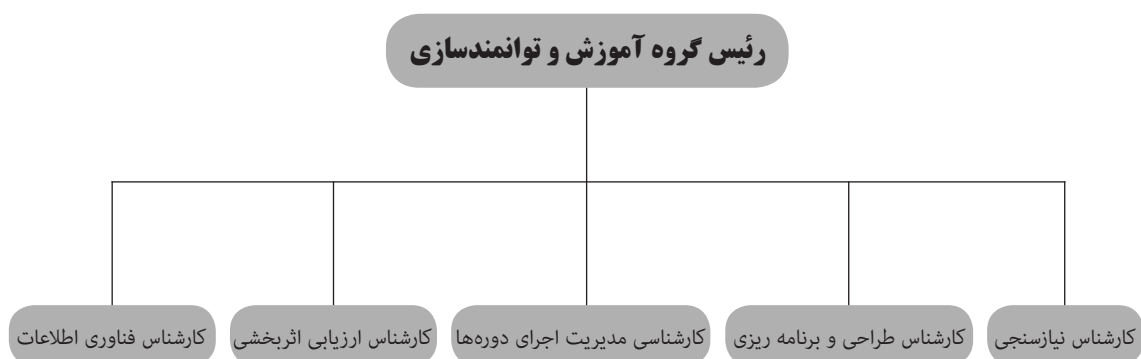 رئیس گروه آموزش و توانمندسازی
کارشناس نیازسنجی
کارشناس طراحی و برنامه ریزی
کارشناسی مدیریت اجرای دوره‌ها
کارشناس ارزیابی اثربخشی
کارشناس فناوری اطلاعات